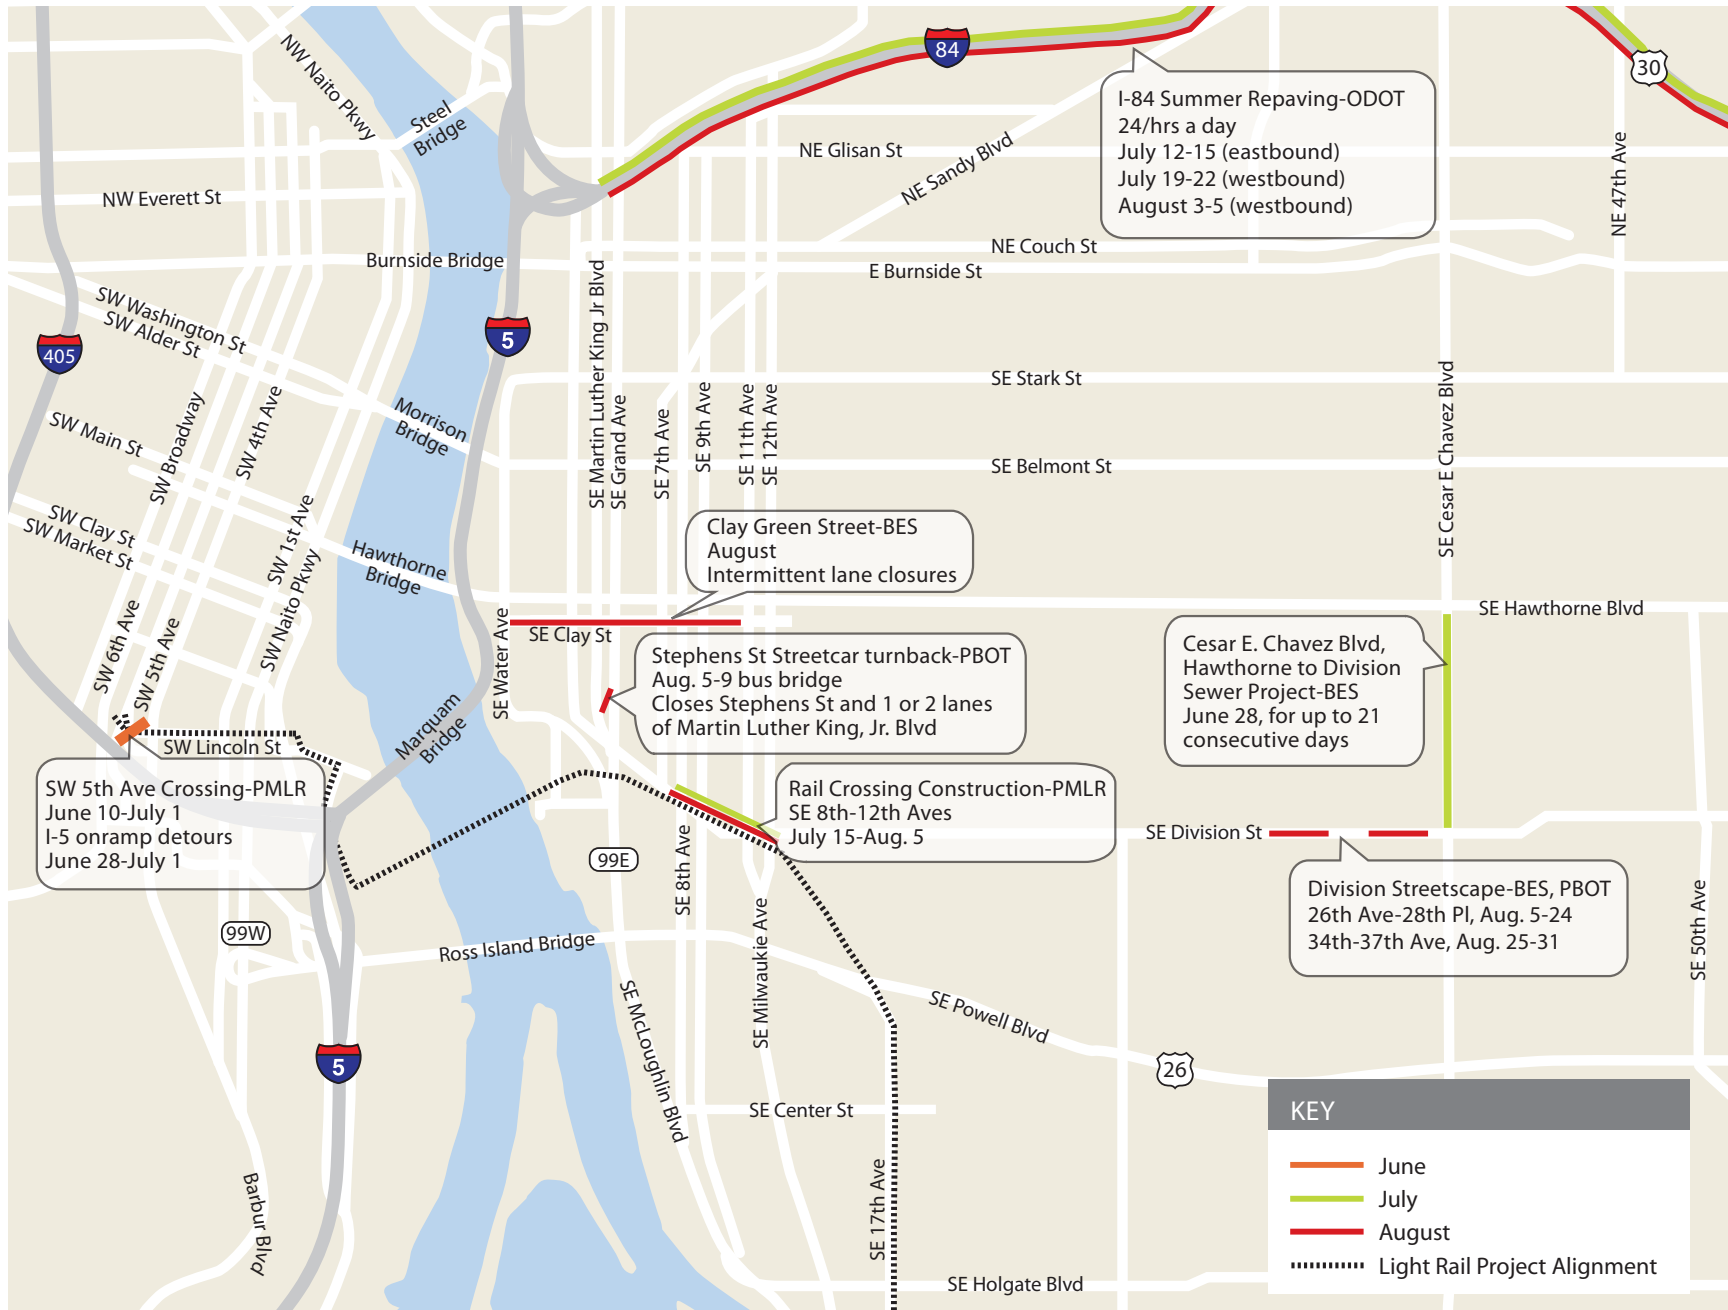 NW Naito Pkwy
Steel
Bridge
84
30
I-84 Summer Repaving-ODOT
24/hrs a day
July 12-15 (eastbound)
July 19-22 (westbound)
August 3-5 (westbound)
NE Glisan St
NE Sandy Blvd
NE 47th Ave
NW Everett St
NE Couch St
Burnside Bridge
E Burnside St
SW Washington St
SW Alder St
405
5
SE Martin Luther King Jr Blvd
SE Grand Ave
SE 7th Ave
SE 9th Ave
SE 11th Ave
SE 12th Ave
SE Stark St
SE Cesar E Chavez Blvd
SW Main St
SW Broadway
SW 4th Ave
Morrison
Bridge
SE Belmont St
SW Clay St
SW Market St
SW 1st Ave
SW Naito Pkwy
Hawthorne
Bridge
Clay Green Street-BES
August
Intermittent lane closures
SE Hawthorne Blvd
SW 6th Ave
SW 5th Ave
SE Water Ave
SE Clay St
Stephens St Streetcar turnback-PBOT
Aug. 5-9 bus bridge
Closes Stephens St and 1 or 2 lanes
of Martin Luther King, Jr. Blvd
Cesar E. Chavez Blvd,
Hawthorne to Division
Sewer Project-BES
June 28, for up to 21
consecutive days
Marquam
Bridge
SW Lincoln St
SW 5th Ave Crossing-PMLR
June 10-July 1
I-5 onramp detours
June 28-July 1
Rail Crossing Construction-PMLR
SE 8th-12th Aves
July 15-Aug. 5
SE Division St
99E
SE 8th Ave
Division Streetscape-BES, PBOT
26th Ave-28th Pl, Aug. 5-24
34th-37th Ave, Aug. 25-31
SE 50th Ave
99W
Ross Island Bridge
SE Milwaukie Ave
SE McLoughlin Blvd
SE Powell Blvd
5
26
SE Center St
SE 17th Ave
Barbur Blvd
SE Holgate Blvd
KEY
June
July
August
Light Rail Project Alignment